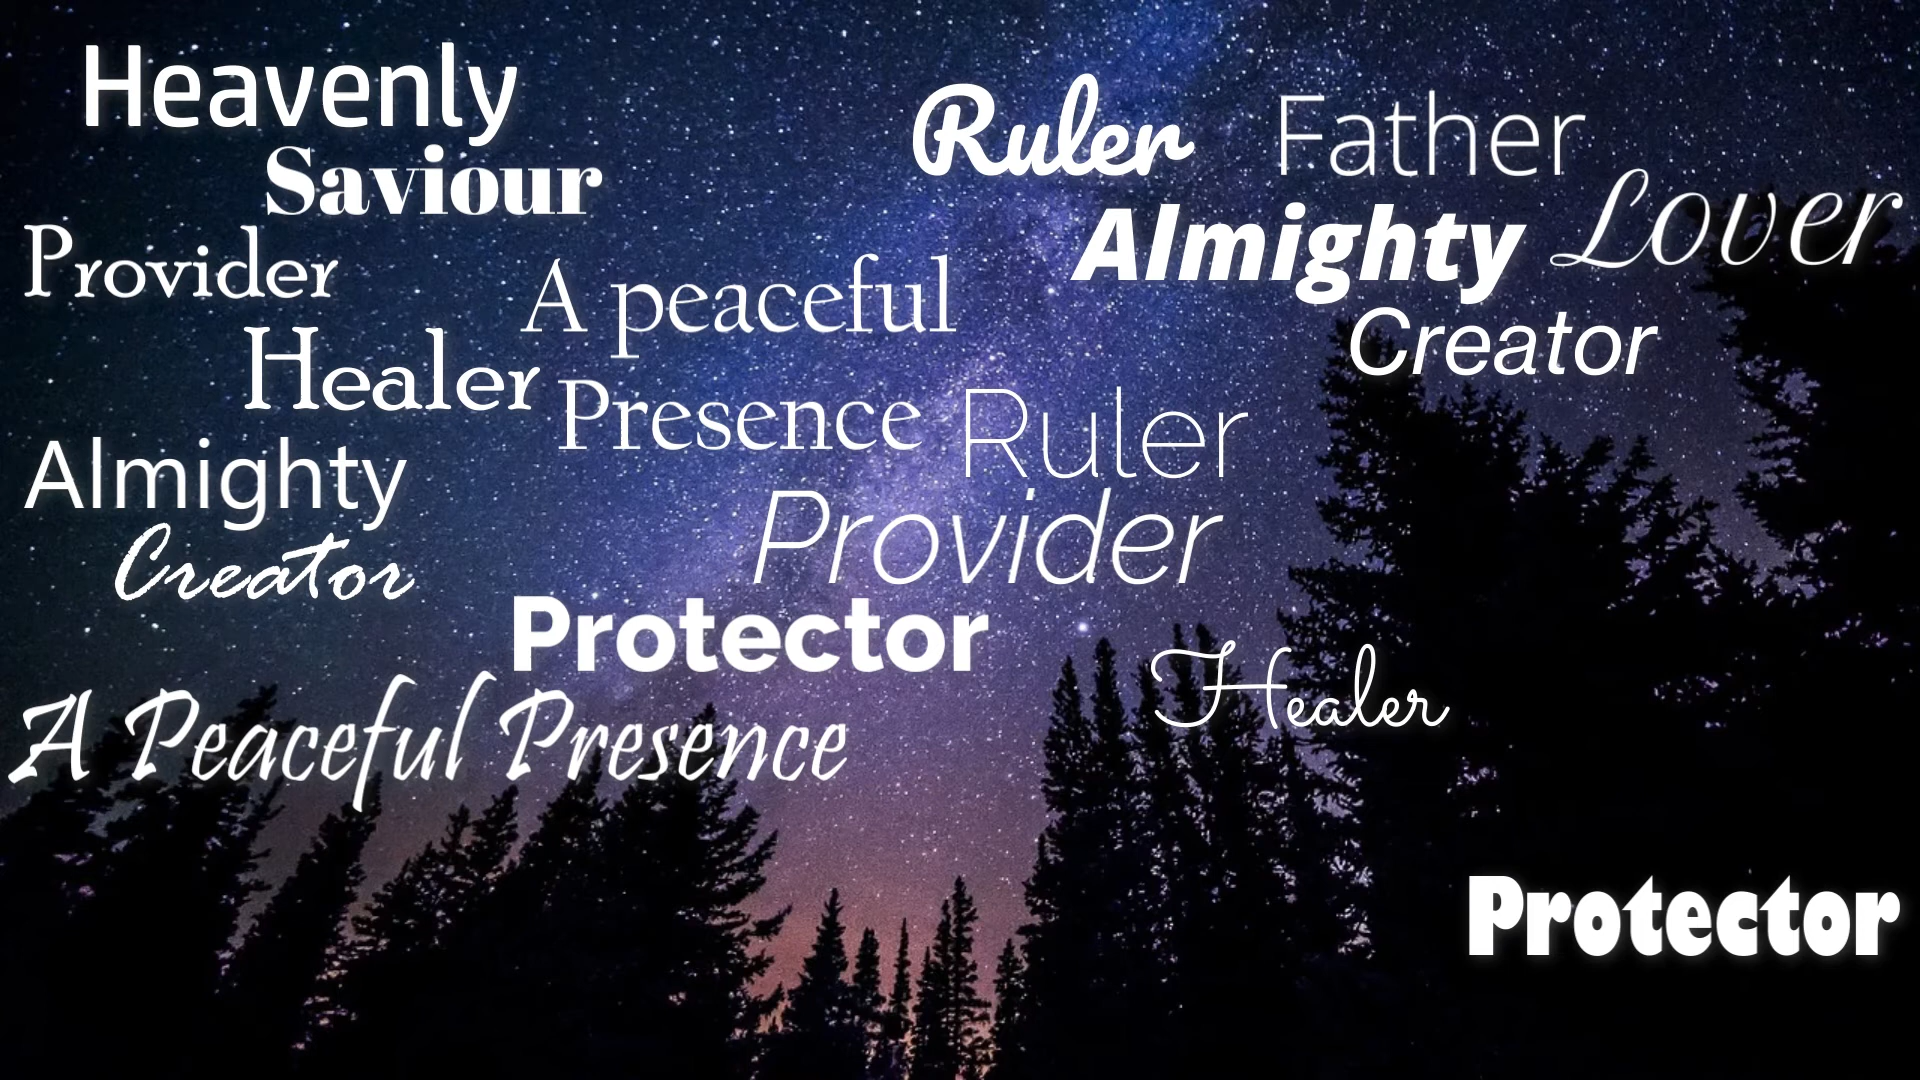 Heavenly
Saviour
Provider
Healer
Almighty
Creator
A peaceful
Presence
Protector
A Peaceful Presence
Ruler
Father
Almighty
Lover
Creator
Ruler
Provider
Healer
Protector